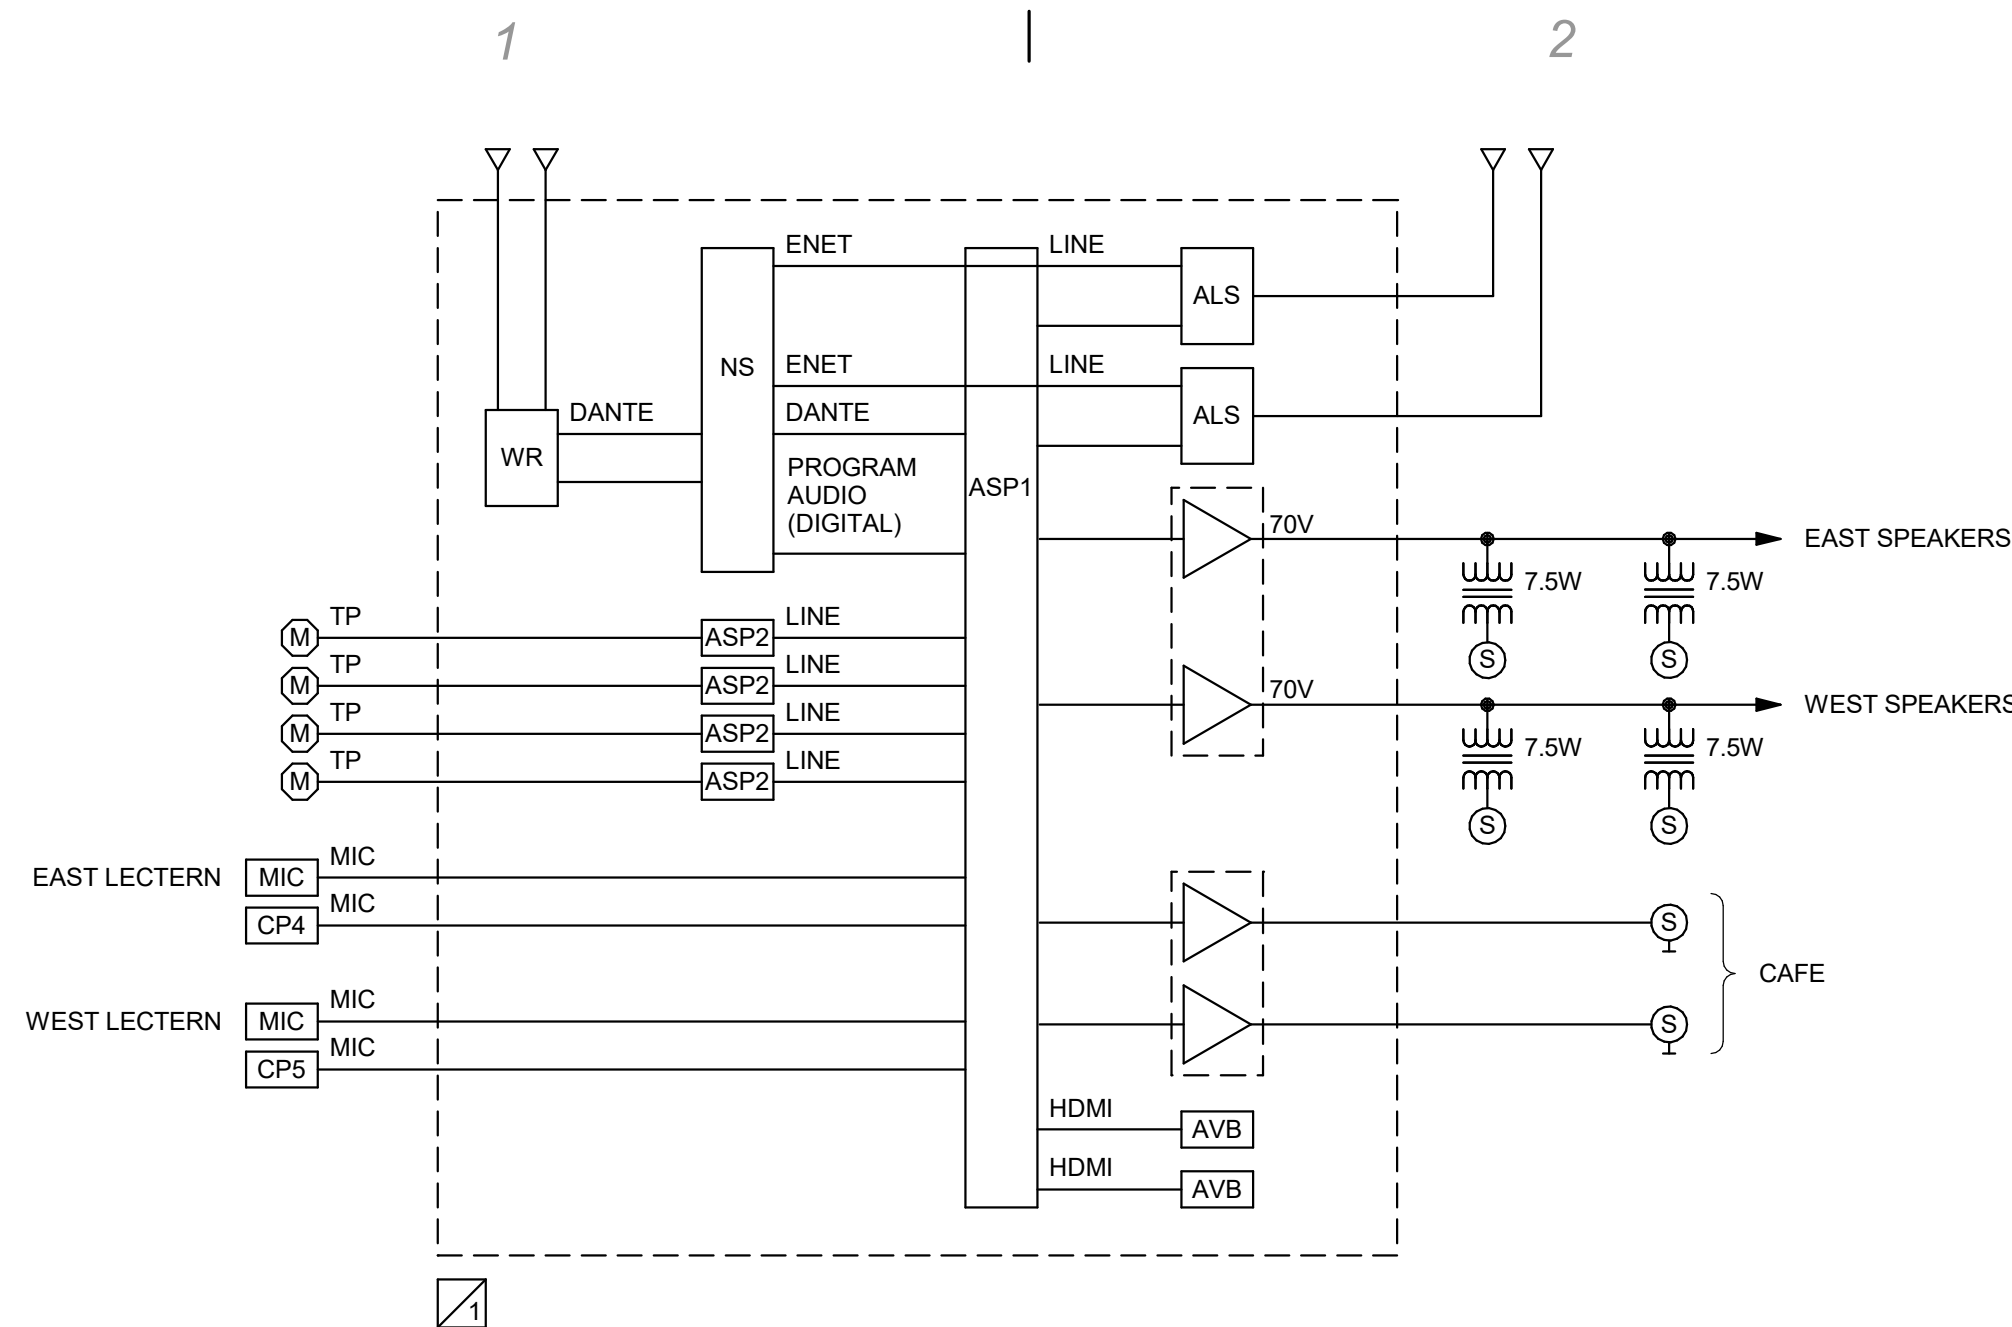 1
2
ENET
LINE
ALS
NS
ENET
LINE
DANTE
DANTE
ALS
WR
PROGRAM
AUDIO
(DIGITAL)
ASP1
70V
EAST SPEAKERS
7.5W
7.5W
TP
LINE
M
ASP2
S
S
TP
LINE
M
ASP2
70V
WEST SPEAKERS
TP
LINE
M
ASP2
7.5W
7.5W
TP
LINE
M
ASP2
S
S
MIC
EAST LECTERN
MIC
MIC
CP4
S
CAFE
MIC
WEST LECTERN
MIC
S
MIC
CP5
HDMI
AVB
HDMI
AVB
1